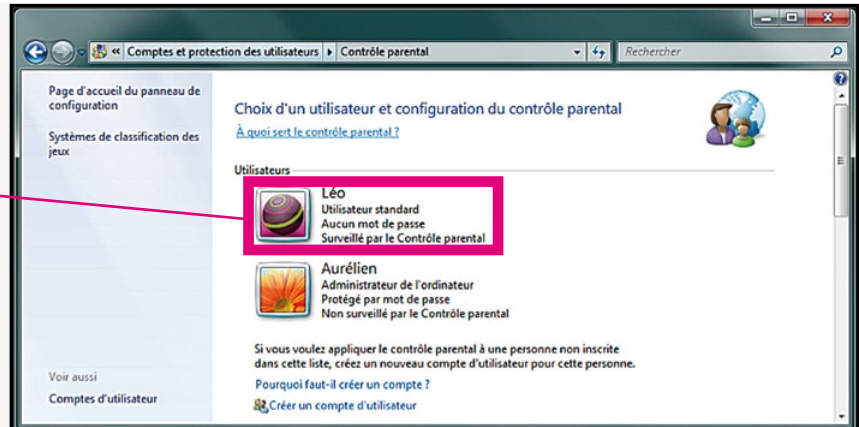 « Comptes et protection des utilisateurs ▸ Contrôle parental
Rechercher
Page d'accueil du panneau de
configuration
Systèmes de classification des
jeux
Choix d'un utilisateur et configuration du contrôle parental
À quoi sert le contrôle parental ?
Utilisateurs
Léo
Utilisateur standard
Aucun mot de passe
Surveillé par le Contrôle parental
Aurélien
Administrateur de l'ordinateur
Protégé par mot de passe
Non surveillé par le Contrôle parental
Si vous voulez appliquer le contrôle parental à une personne non inscrite
dans cette liste, créez un nouveau compte d'utilisateur pour cette personne.
Pourquoi faut-il créer un compte ?
Créer un compte d'utilisateur
Voir aussi
Comptes d'utilisateur